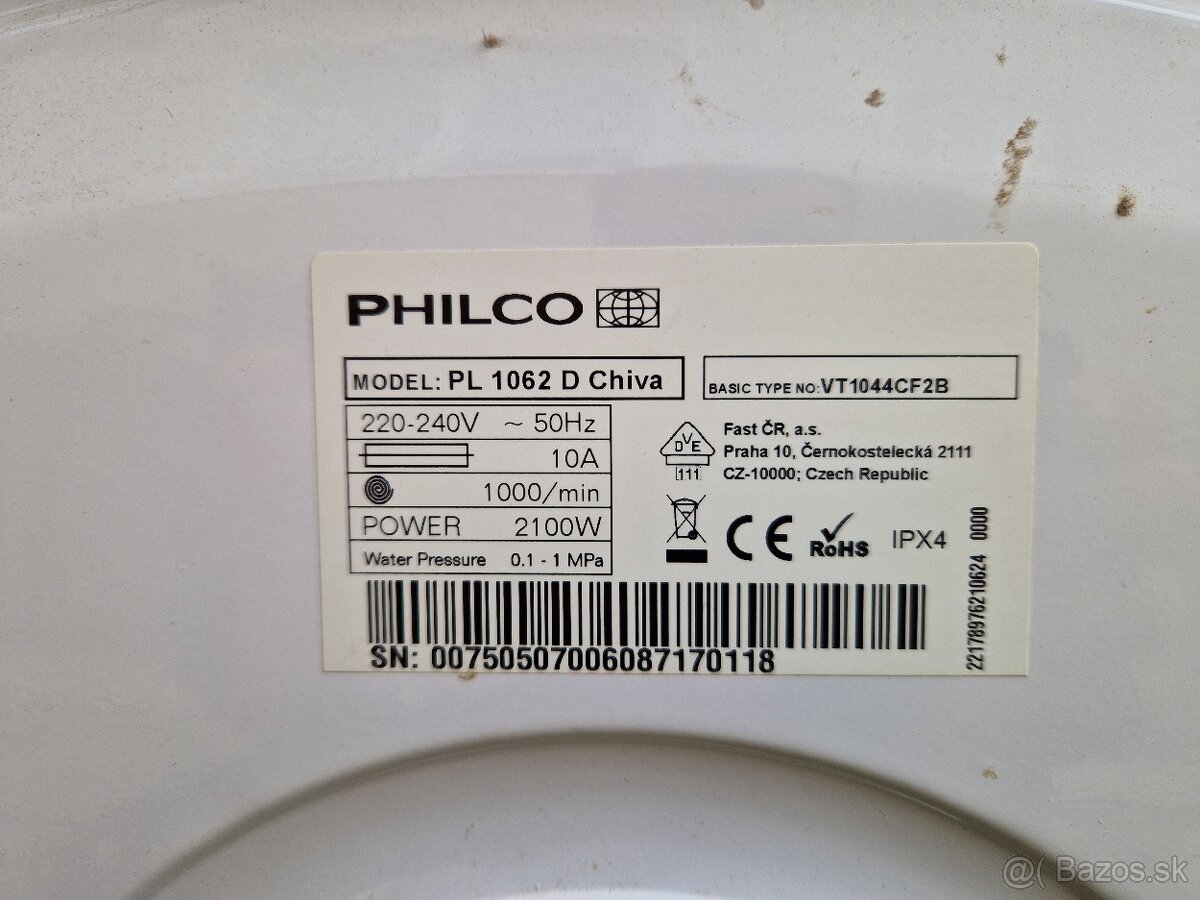 PHILCO
MODEL: PL 1062 D Chiva
BASIC TYPE NO:VT1044CF2B
220-240V ~ 50Hz
10A
1000/min
POWER 2100W
Water Pressure 0.1 - 1 MPa
DVE
111
Fast ČR, a.s.
Praha 10, Černokostelecká 2111
CZ-10000; Czech Republic
CE
RoHS
IPX4
SN: 00750507006087170118
22178976210624 0000
@( Bazos.sk